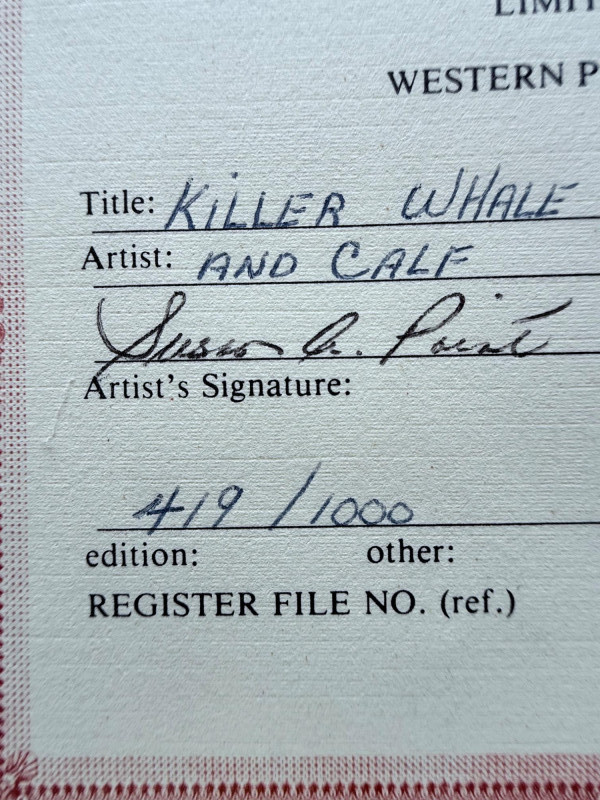 LIMIT
WESTERN P
Title: KILLER WHALE
Artist: AND CALF
Susan A. Point
Artist's Signature:
419/1000
edition: other:
REGISTER FILE NO. (ref.)